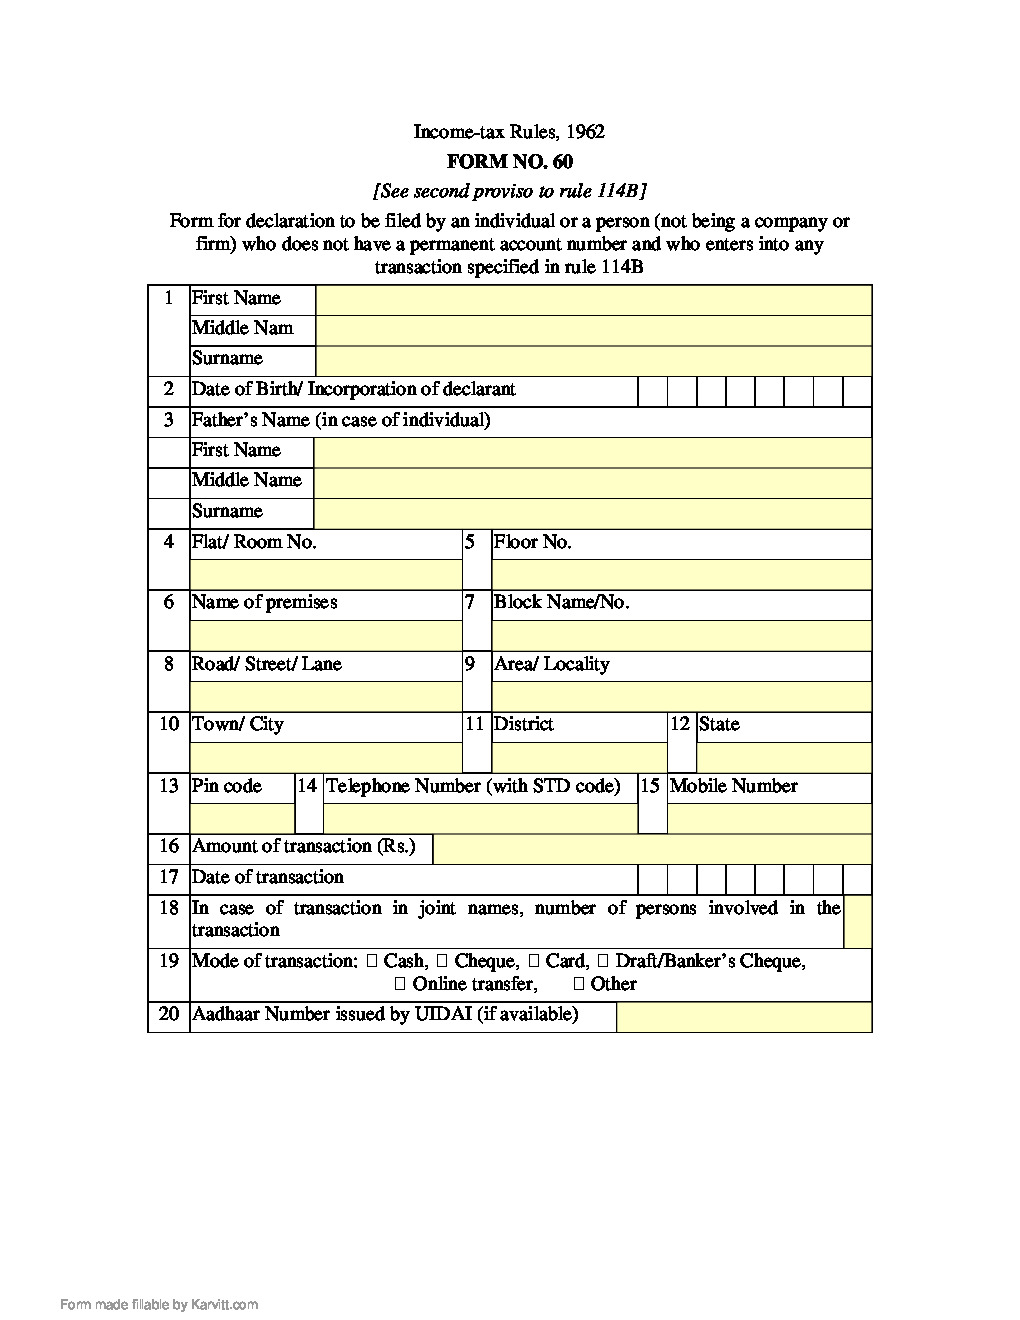 Income-tax Rules, 1962
FORM NO. 60
[See second proviso to rule 114B]
Form for declaration to be filed by an individual or a person (not being a company or
firm) who does not have a permanent account number and who enters into any
transaction specified in rule 114B
1 First Name
Middle Nam
Surname
2 Date of Birth/ Incorporation of declarant
3 Father's Name (in case of individual)
First Name
Middle Name
Surname
4 Flat/ Room No. 5 Floor No.
6 Name of premises 7 Block Name/No.
8 Road/ Street/ Lane 9 Area/ Locality
10 Town/ City 11 District 12 State
13 Pin code 14 Telephone Number (with STD code) 15 Mobile Number
16 Amount of transaction (Rs.)
17 Date of transaction
18 In case of transaction in joint names, number of persons involved in the
transaction
19 Mode of transaction: □ Cash, □ Cheque, □ Card, □ Draft/Banker's Cheque,
□ Online transfer, □ Other
20 Aadhaar Number issued by UIDAI (if available)
Form made fillable by Karvitt.com